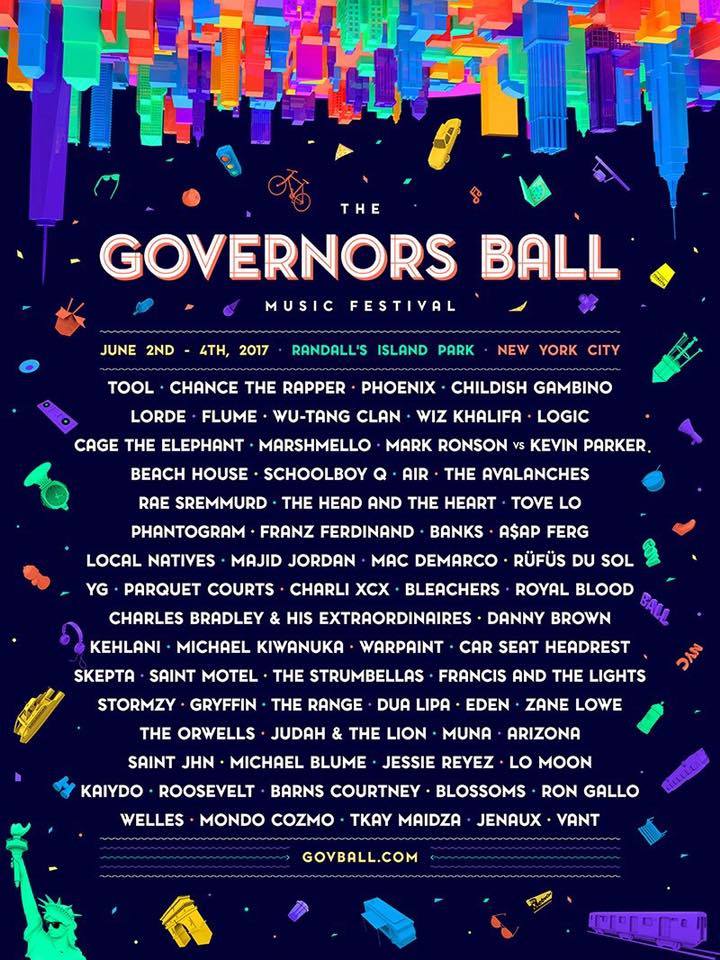 THE
GOVERNORS BALL
MUSIC FESTIVAL
JUNE 2ND - 4TH, 2017 · RANDALL'S ISLAND PARK · NEW YORK CITY
TOOL · CHANCE THE RAPPER · PHOENIX · CHILDISH GAMBINO
LORDE · FLUME · WU-TANG CLAN · WIZ KHALIFA · LOGIC
CAGE THE ELEPHANT · MARSHMELLO · MARK RONSON VS KEVIN PARKER.
BEACH HOUSE · SCHOOLBOY Q · AIR · THE AVALANCHES
RAE SREMMURD · THE HEAD AND THE HEART · TOVE LO
PHANTOGRAM · FRANZ FERDINAND · BANKS · A$AP FERG
LOCAL NATIVES · MAJID JORDAN · MAC DEMARCO · RÜFÜS DU SOL
YG · PARQUET COURTS · CHARLI XCX · BLEACHERS · ROYAL BLOOD
CHARLES BRADLEY & HIS EXTRAORDINAIRES · DANNY BROWN
KEHLANI · MICHAEL KIWANUKA · WARPAINT · CAR SEAT HEADREST
SKEPTA · SAINT MOTEL · THE STRUMBELLAS · FRANCIS AND THE LIGHTS
STORMZY · GRYFFIN · THE RANGE · DUA LIPA · EDEN · ZANE LOWE
THE ORWELLS · JUDAH & THE LION · MUNA · ARIZONA
SAINT JHN · MICHAEL BLUME · JESSIE REYEZ · LO MOON
KAIYDO · ROOSEVELT · BARNS COURTNEY · BLOSSOMS · RON GALLO
WELLES · MONDO COZMO · TKAY MAIDZA · JENAUX · VANT
GOVBALL.COM
GOV
BALL
NYC